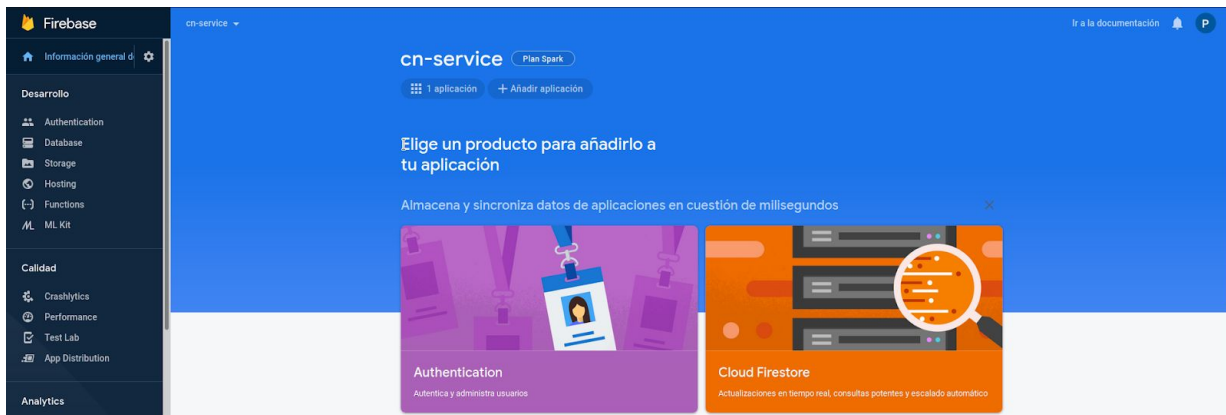 Firebase
cn-service
Ir a la documentación
P
Información general d
Desarrollo
Authentication
Database
Storage
Hosting
Functions
ML Kit
Calidad
Crashlytics
Performance
Test Lab
App Distribution
Analytics
cn-service Plan Spark
1 aplicación + Añadir aplicación
Elige un producto para añadirlo a
tu aplicación
Almacena y sincroniza datos de aplicaciones en cuestión de milisegundos
Authentication
Autentica y administra usuarios
Cloud Firestore
Actualizaciones en tiempo real, consultas potentes y escalado automático